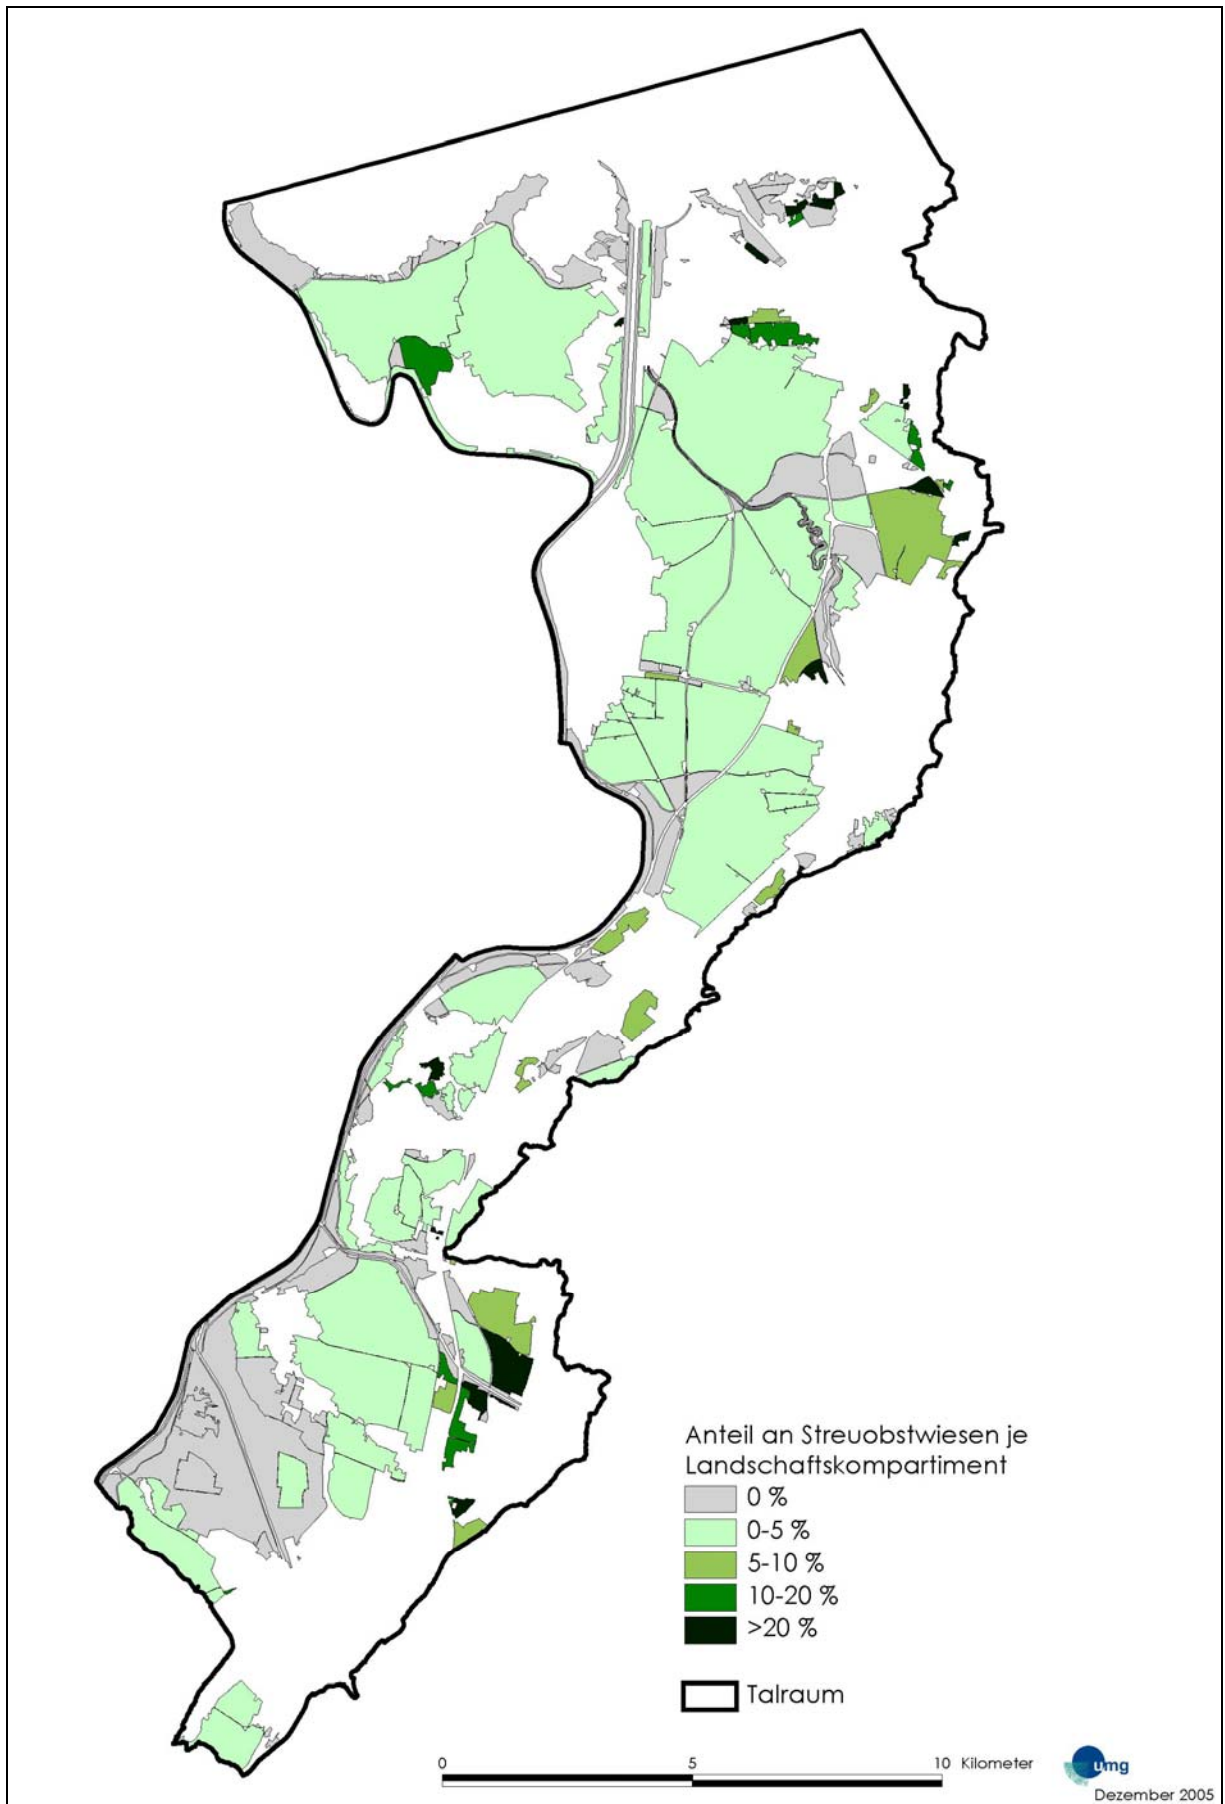 Anteil an Streuobstwiesen je
Landschaftskompartiment
0 %
0-5 %
5-10 %
10-20 %
>20 %
Talraum
0 5 10 Kilometer
umg
Dezember 2005